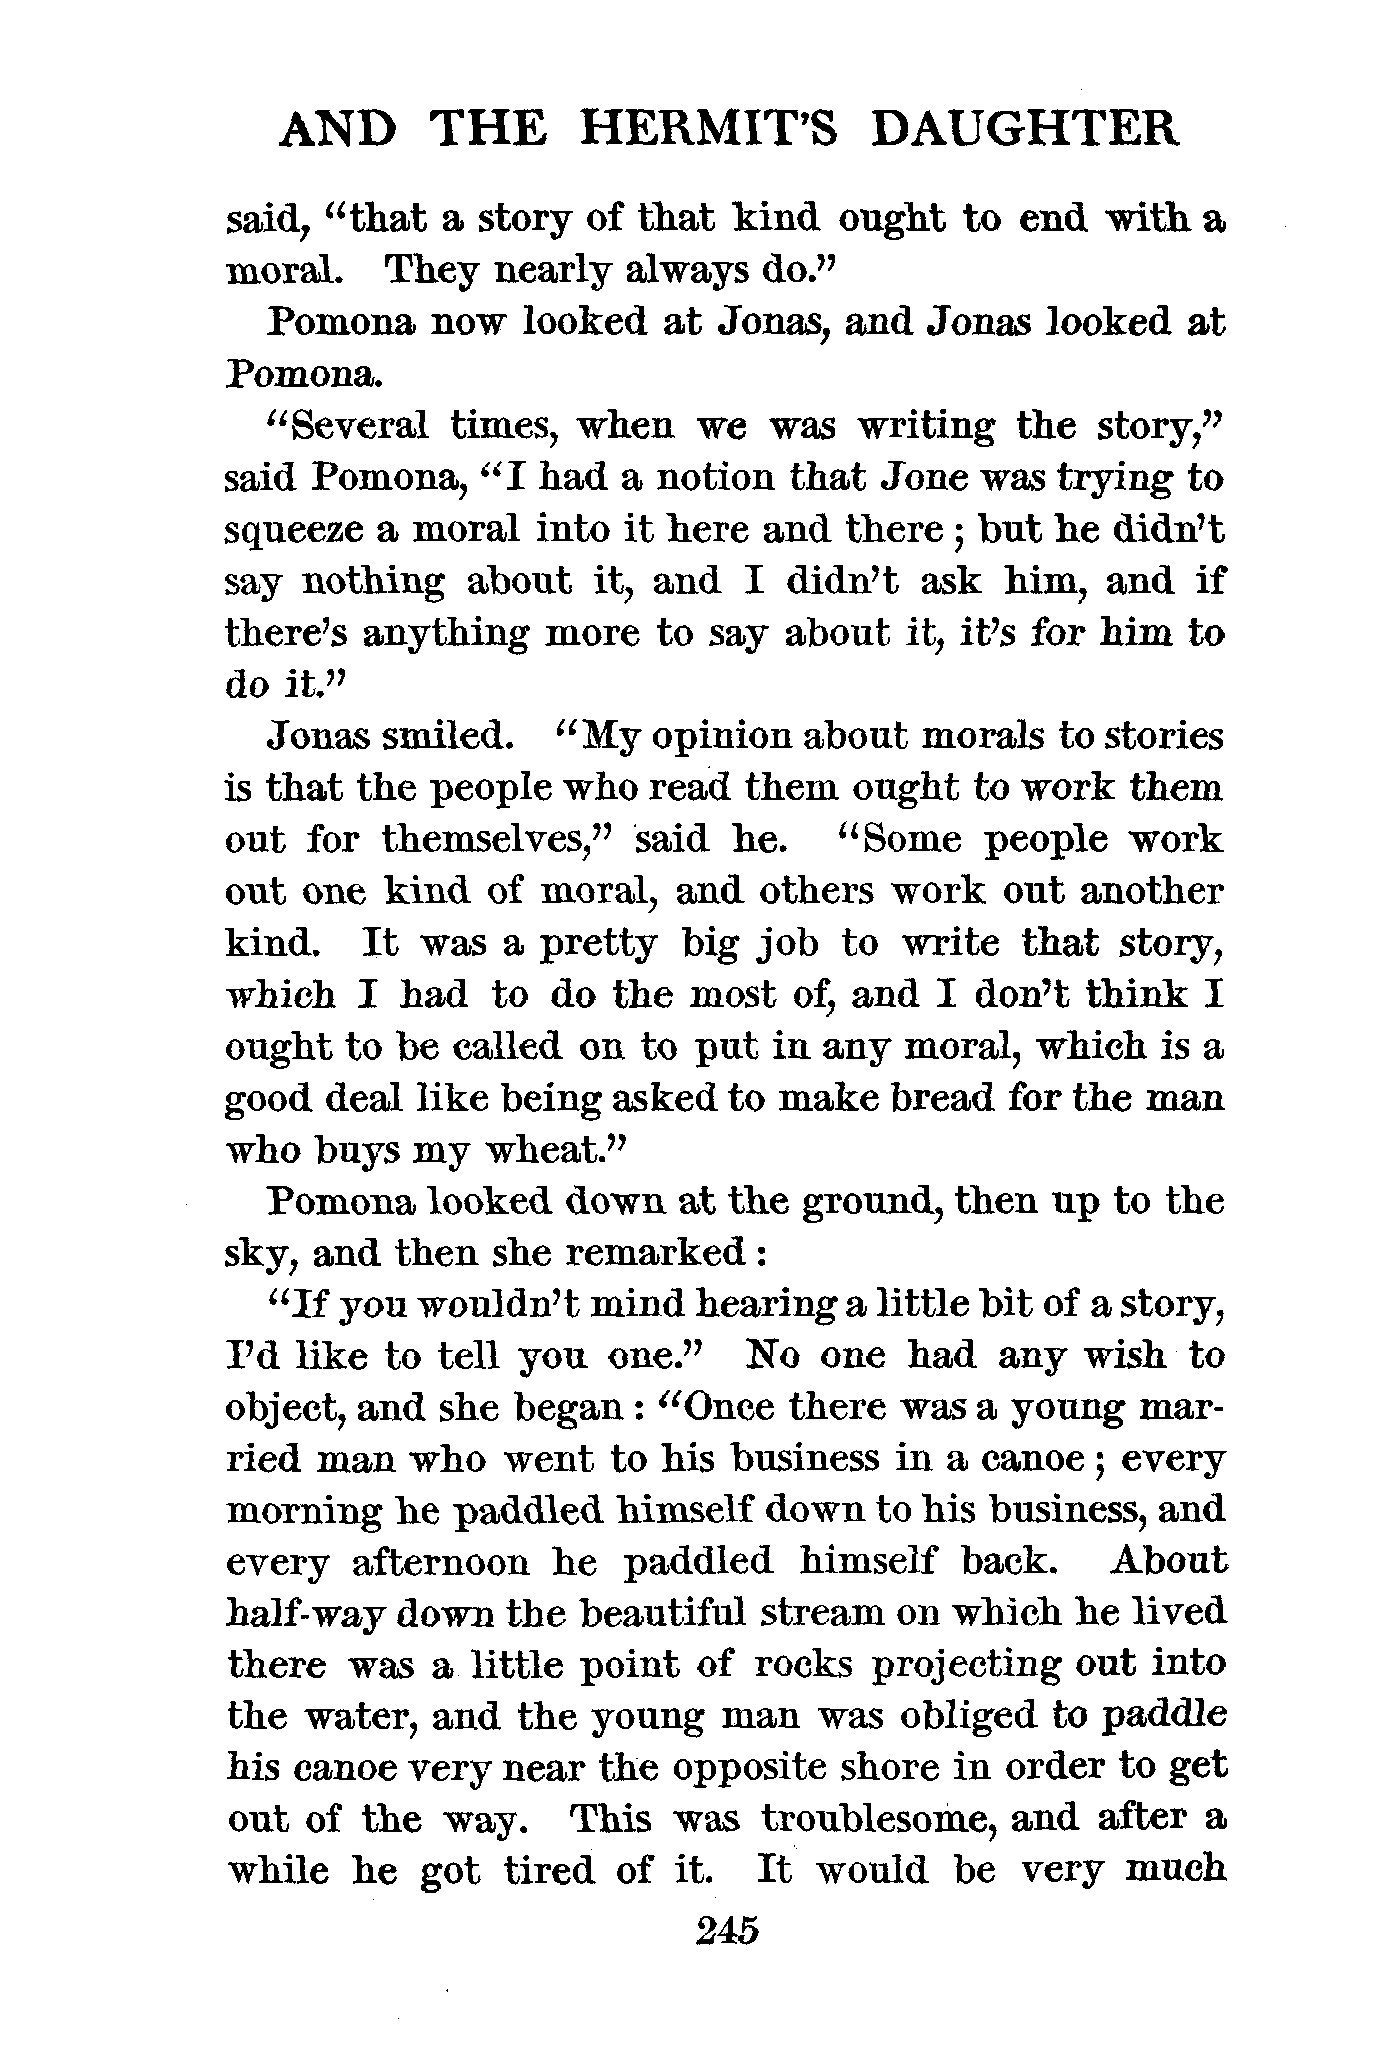 AND THE HERMIT'S DAUGHTER
said, "that a story of that kind ought to end with a
moral. They nearly always do."
Pomona now looked at Jonas, and Jonas looked at
Pomona.
"Several times, when we was writing the story,"
said Pomona, "I had a notion that Jone was trying to
squeeze a moral into it here and there; but he didn't
say nothing about it, and I didn't ask him, and if
there's anything more to say about it, it's for him to
do it."
Jonas smiled. "My opinion about morals to stories
is that the people who read them ought to work them
out for themselves," said he. "Some people work
out one kind of moral, and others work out another
kind. It was a pretty big job to write that story,
which I had to do the most of, and I don't think I
ought to be called on to put in any moral, which is a
good deal like being asked to make bread for the man
who buys my wheat."
Pomona looked down at the ground, then up to the
sky, and then she remarked:
"If you wouldn't mind hearing a little bit of a story,
I'd like to tell you one." No one had any wish to
object, and she began: "Once there was a young mar-
ried man who went to his business in a canoe; every
morning he paddled himself down to his business, and
every afternoon he paddled himself back. About
half-way down the beautiful stream on which he lived
there was a little point of rocks projecting out into
the water, and the young man was obliged to paddle
his canoe very near the opposite shore in order to get
out of the way. This was troublesome, and after a
while he got tired of it. It would be very much
245